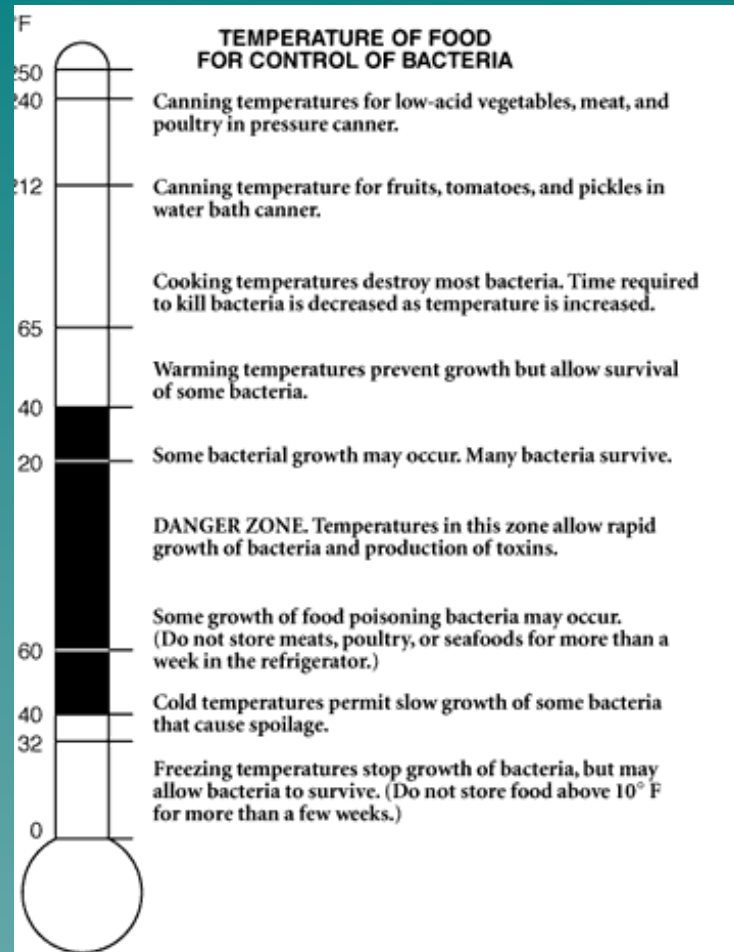 °F
TEMPERATURE OF FOOD
FOR CONTROL OF BACTERIA
250
240
Canning temperatures for low-acid vegetables, meat, and
poultry in pressure canner.
212
Canning temperature for fruits, tomatoes, and pickles in
water bath canner.
Cooking temperatures destroy most bacteria. Time required
to kill bacteria is decreased as temperature is increased.
65
Warming temperatures prevent growth but allow survival
of some bacteria.
40
20
Some bacterial growth may occur. Many bacteria survive.
DANGER ZONE. Temperatures in this zone allow rapid
growth of bacteria and production of toxins.
Some growth of food poisoning bacteria may occur.
(Do not store meats, poultry, or seafoods for more than a
60
week in the refrigerator.)
Cold temperatures permit slow growth of some bacteria
40
that cause spoilage.
32
Freezing temperatures stop growth of bacteria, but may
allow bacteria to survive. (Do not store food above 10° F
for more than a few weeks.)
0